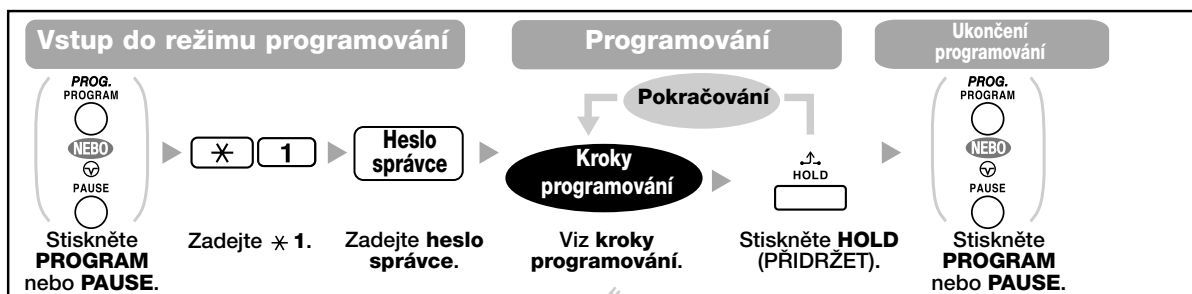 Vstup do režimu programování
Programování
Ukončení
programování
PROG.
PROGRAM
NEBO
PAUSE
Stiskněte
PROGRAM
nebo PAUSE.
* 1
Zadejte * 1.
Heslo
správce
Zadejte heslo
správce.
Pokračování
Kroky
programování
Viz kroky
programování.
HOLD
Stiskněte HOLD
(PŘIDRŽET).
PROG.
PROGRAM
NEBO
PAUSE
Stiskněte
PROGRAM
nebo PAUSE.